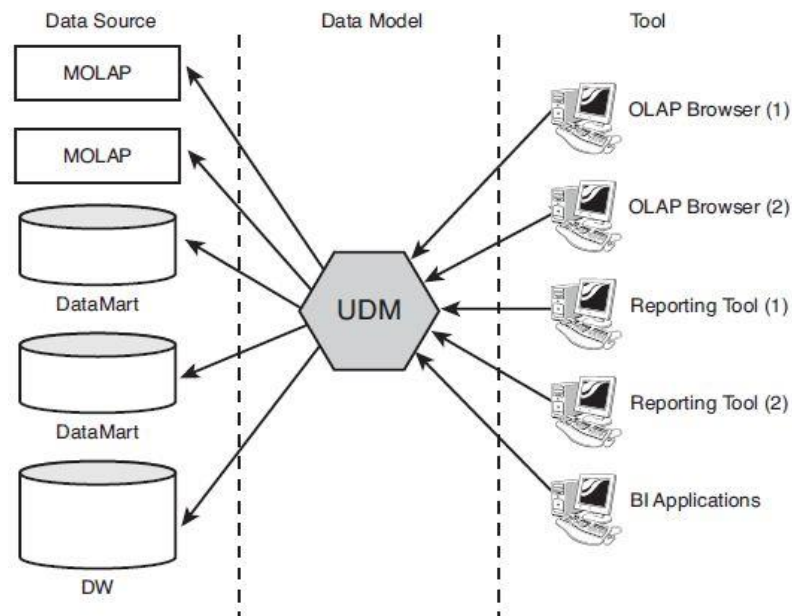 Data Source
Data Model
Tool
MOLAP
MOLAP
DataMart
DataMart
DW
UDM
OLAP Browser (1)
OLAP Browser (2)
Reporting Tool (1)
Reporting Tool (2)
BI Applications